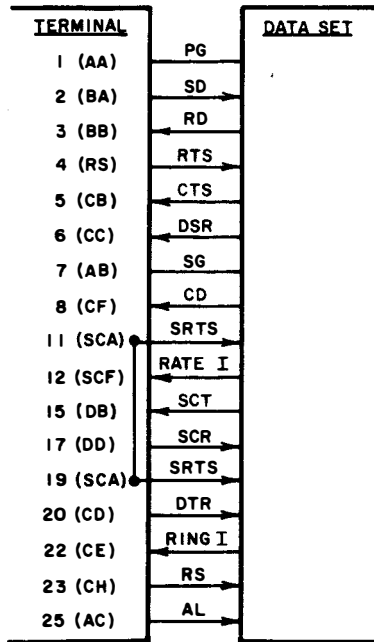 TERMINAL DATA SET
1 (AA) PG
2 (BA) SD
3 (BB) RD
4 (RS) RTS
5 (CB) CTS
6 (CC) DSR
7 (AB) SG
8 (CF) CD
11 (SCA) SRTS
12 (SCF) RATE I
15 (DB) SCT
17 (DD) SCR
19 (SCA) SRTS
20 (CD) DTR
22 (CE) RING I
23 (CH) RS
25 (AC) AL